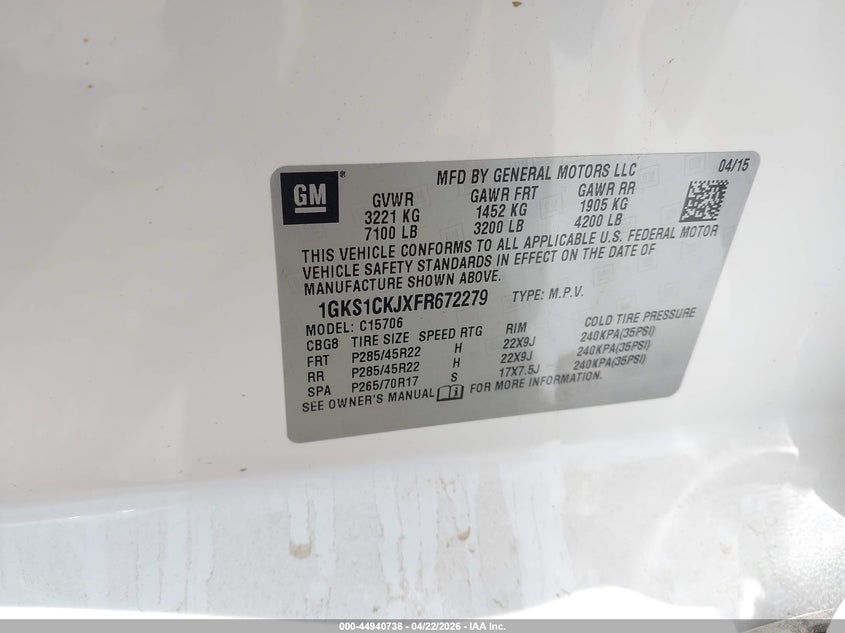 GM ®
MFD BY GENERAL MOTORS LLC 04/15
GVWR GAWR FRT GAWR RR
3221 KG 1452 KG 1905 KG
7100 LB 3200 LB 4200 LB
THIS VEHICLE CONFORMS TO ALL APPLICABLE U.S. FEDERAL MOTOR
VEHICLE SAFETY STANDARDS IN EFFECT ON THE DATE OF
MANUFACTURE SHOWN ABOVE.
1GKS1CKJXFR672279 TYPE: M.P.V.
MODEL: C15706
CBG8 TIRE SIZE SPEED RTG RIM COLD TIRE PRESSURE
FRT P285/45R22 H 22X9J 240KPA(35PSI)
RR P285/45R22 H 22X9J 240KPA(35PSI)
SPA P265/70R17 S 17X7.5J 240KPA(35PSI)
SEE OWNER'S MANUAL FOR MORE INFORMATION.
000-44940738 - 04/22/2026 - IAA Inc.